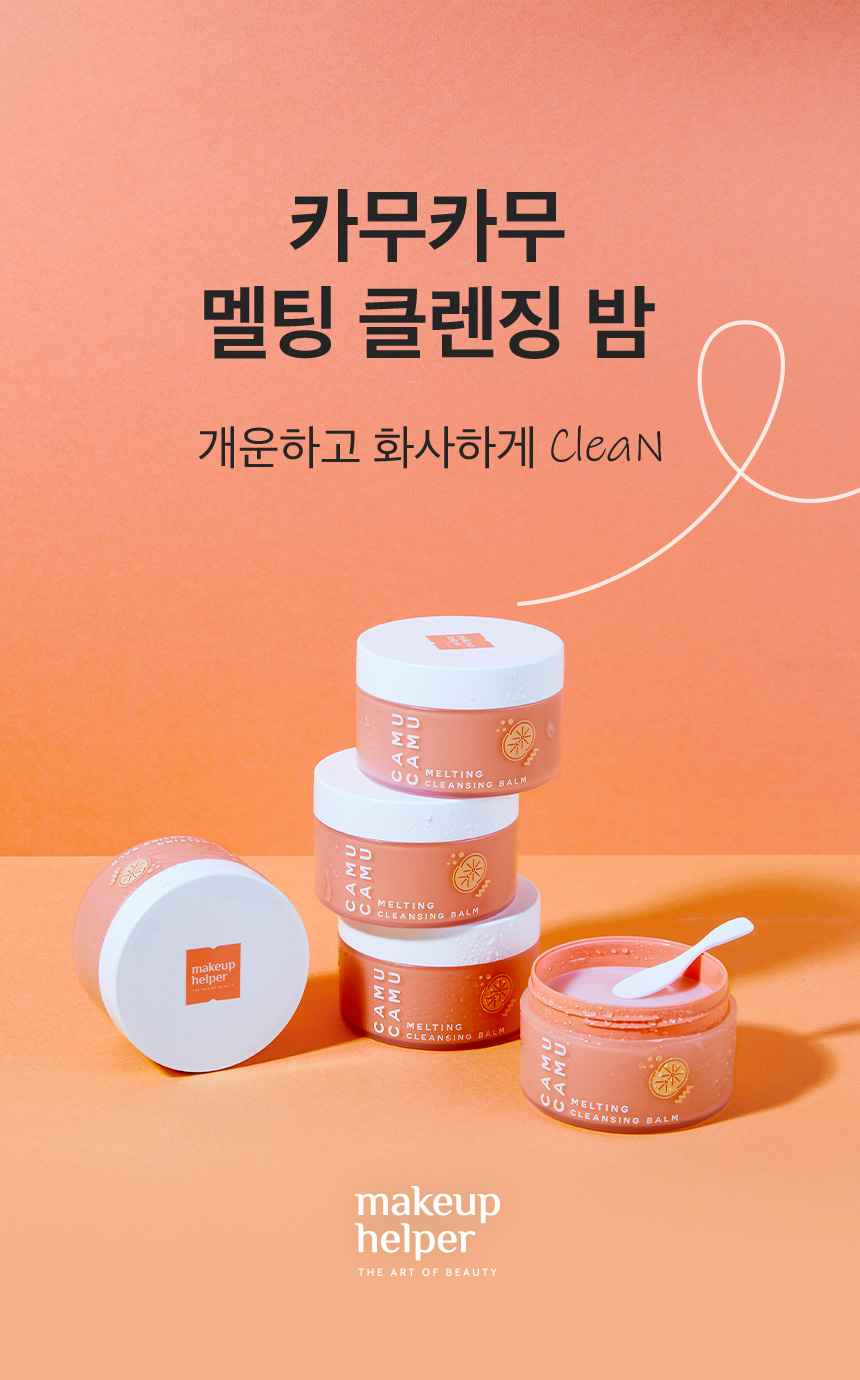 카무카무
멜팅 클렌징 밤
개운하고 화사하게 CleaN
makeup
helper
CAMU
CAMU
MELTING
CLEANSING BALM
CAMU
CAMU
MELTING
CLEANSING BALM
makeup
helper
THE ART OF BEAUTY
CAMU
CAMU
MELTING
CLEANSING BALM
CAMU
CAMU
MELTING
CLEANSING BALM
makeup
helper
THE ART OF BEAUTY